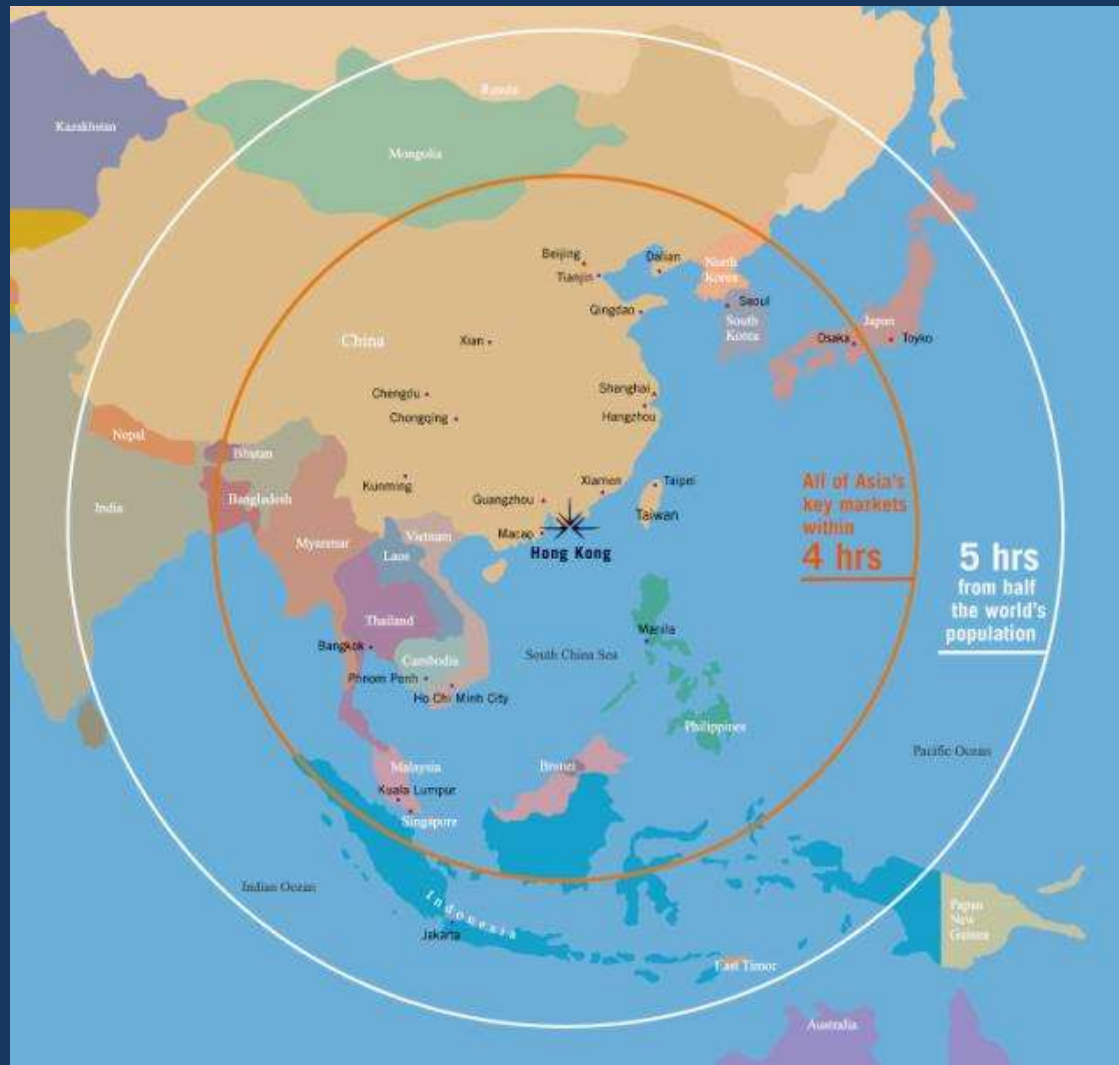 Russia
Kazakhstan
Mongolia
Beijing
Dalian
Tianjin
North
Korea
Qingdao
Seoul
South
Korea
Japan
Osaka
Toyko
China
Xian
Chengdu
Chongqing
Shanghai
Hangzhou
Nepal
Bhutan
Kunming
Xiamen
Taipei
Guangzhou
Taiwan
India
Bangladesh
Macao
Hong Kong
Myanmar
Vietnam
Laos
All of Asia's
key markets
within
4 hrs
5 hrs
from half
the world's
population
Thailand
Bangkok
Manila
South China Sea
Cambodia
Phnom Penh
Ho Chi Minh City
Philippines
Pacific Ocean
Malaysia
Brunei
Kuala Lumpur
Singapore
Indian Ocean
Indonesia
Jakarta
Papua
New
Guinea
East Timor
Australia